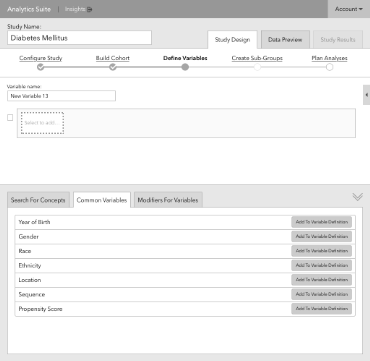 Analytics Suite | Insights
Account
Study Name:
Diabetes Mellitus
Study Design
Data Preview
Study Results
Configure Study
Build Cohort
Define Variables
Create Sub-Groups
Plan Analyses
Variable name:
New Variable 13
Select to add
Search For Concepts
Common Variables
Modifiers For Variables
Year of Birth
Add To Variable Definition
Gender
Add To Variable Definition
Race
Add To Variable Definition
Ethnicity
Add To Variable Definition
Location
Add To Variable Definition
Sequence
Add To Variable Definition
Propensity Score
Add To Variable Definition